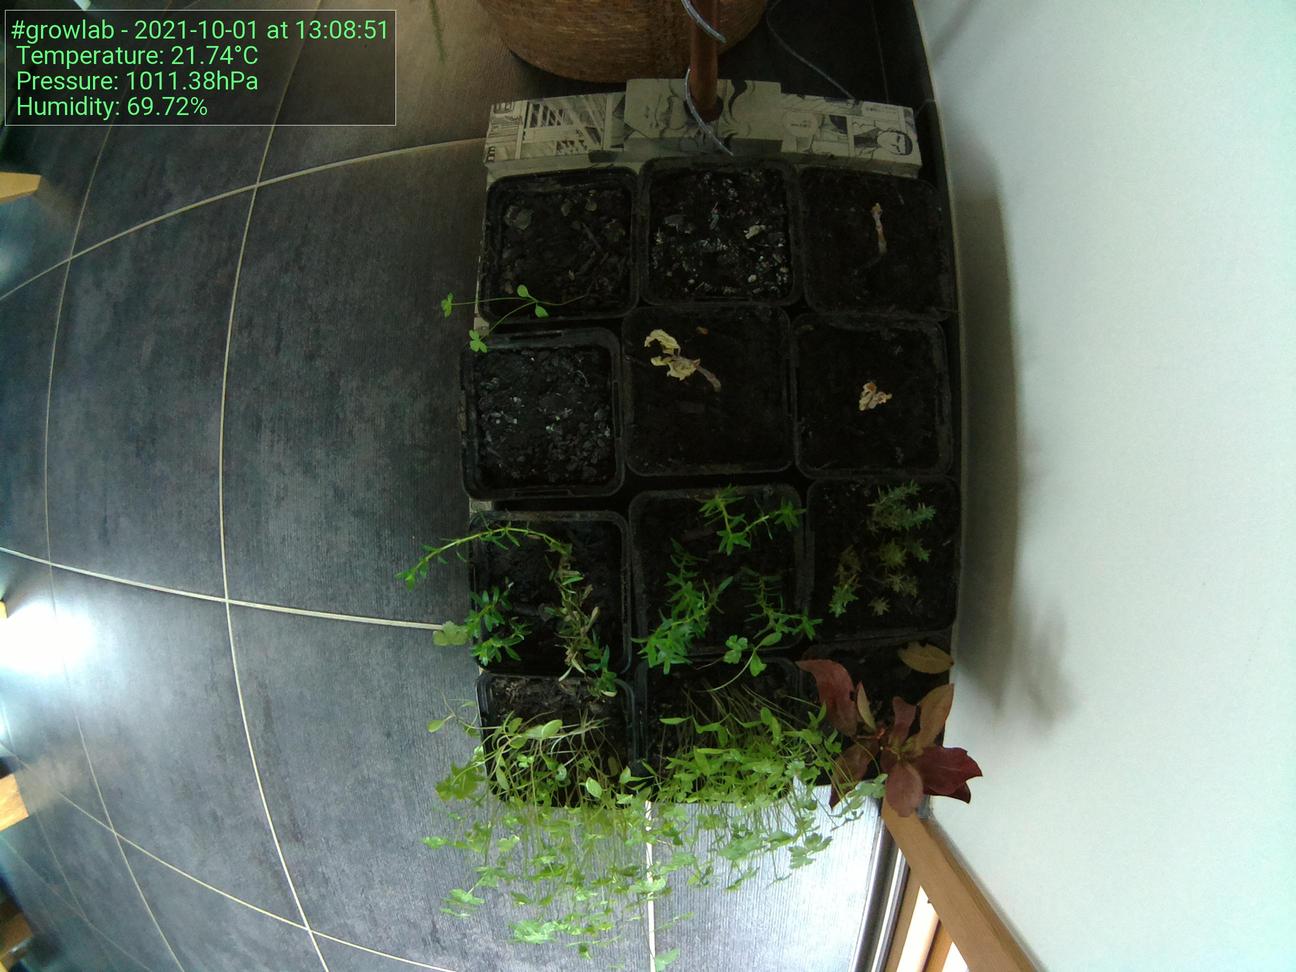 #growlab - 2021-10-01 at 13:08:51
Temperature: 21.74°C
Pressure: 1011.38hPa
Humidity: 69.72%